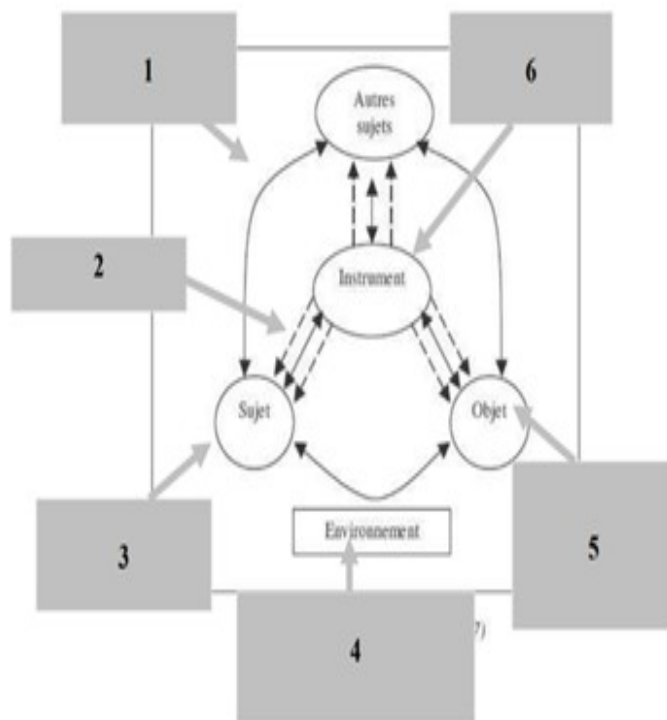 1
6
Autres
sujets
2
Instrument
Sujet
Objet
3
Environnement
5
4
7)